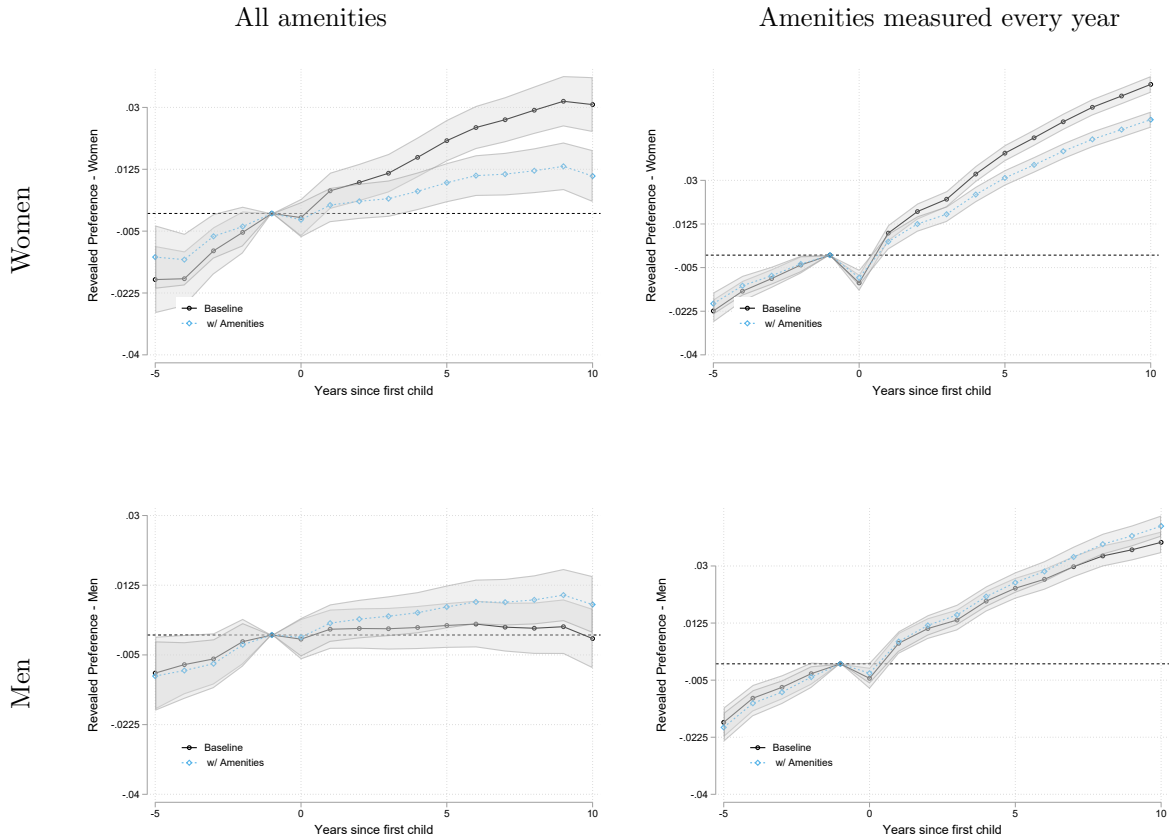 All amenities
Amenities measured every year
Women
Revealed Preference - Women
.03
.0125
-.005
-.0225
-.04
Baseline
w/ Amenities
-5
0
5
10
Years since first child
Revealed Preference - Women
.03
.0125
-.005
-.0225
-.04
Baseline
w/ Amenities
-5
0
5
10
Years since first child
Men
Revealed Preference - Men
.03
.0125
-.005
-.0225
-.04
Baseline
w/ Amenities
-5
0
5
10
Years since first child
Revealed Preference - Men
.03
.0125
-.005
-.0225
-.04
Baseline
w/ Amenities
-5
0
5
10
Years since first child